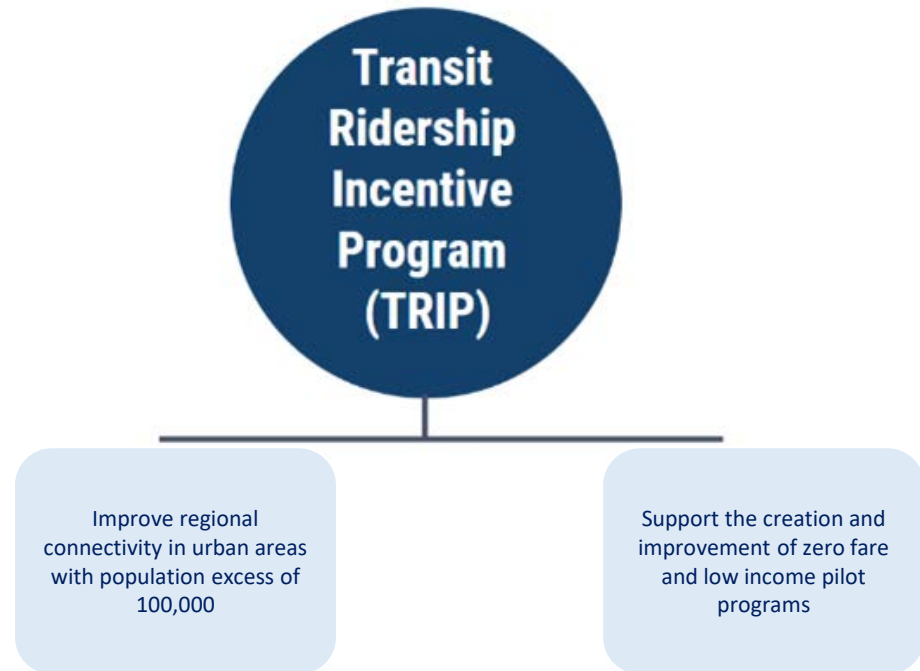 Transit
Ridership
Incentive
Program
(TRIP)
Improve regional
connectivity in urban areas
with population excess of
100,000
Support the creation and
improvement of zero fare
and low income pilot
programs